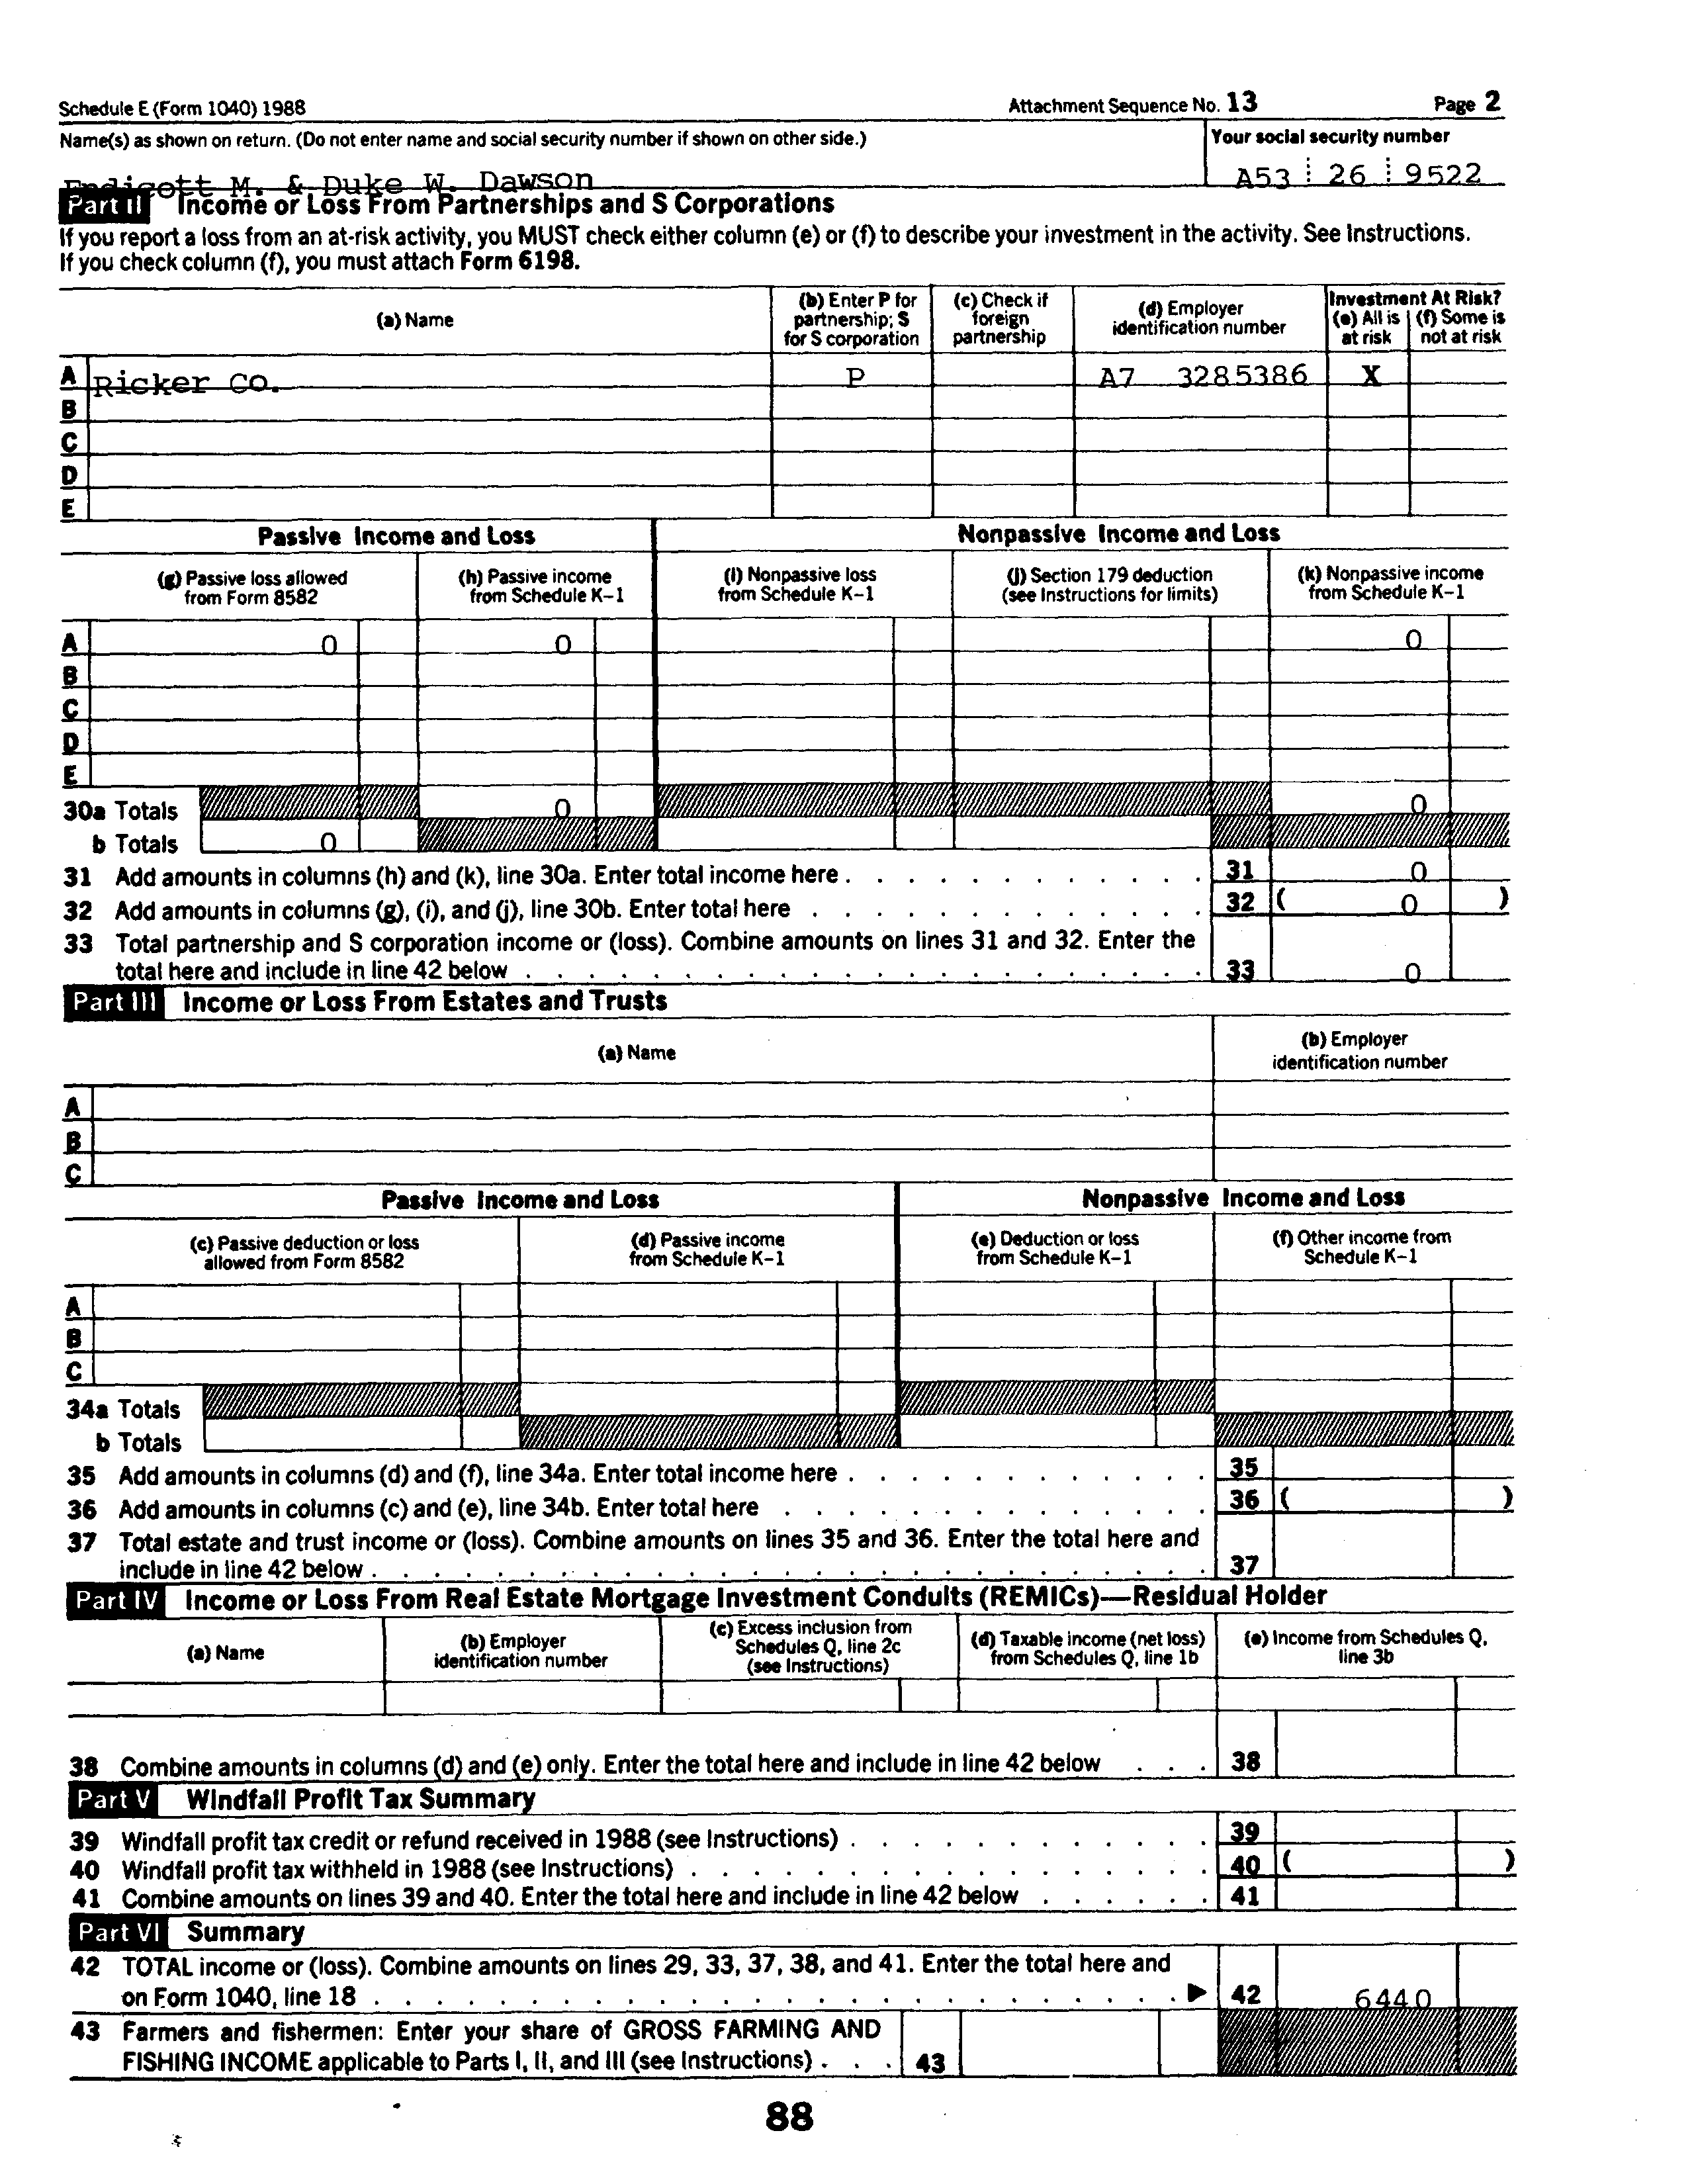 Schedule E (Form 1040) 1988 Attachment Sequence No. 13 Page 2
Name(s) as shown on return. (Do not enter name and social security number if shown on other side.) Your social security number
Endicott M. & Duke W. Dawson A53 26 9522
Part II Income or Loss From Partnerships and S Corporations
If you report a loss from an at-risk activity, you MUST check either column (e) or (f) to describe your investment in the activity. See Instructions.
If you check column (f), you must attach Form 6198.
(a) Name
(b) Enter P for partnership; S for S corporation
(c) Check if foreign partnership
(d) Employer identification number
Investment At Risk?
(e) All is at risk
(f) Some is not at risk
A Ricker Co. P A7 3285386 X
B
C
D
E
Passive Income and Loss Nonpassive Income and Loss
(g) Passive loss allowed from Form 8582
(h) Passive income from Schedule K-1
(i) Nonpassive loss from Schedule K-1
(j) Section 179 deduction (see Instructions for limits)
(k) Nonpassive income from Schedule K-1
A 0 0 0
B
C
D
E
30a Totals 0 0
b Totals 0
31 Add amounts in columns (h) and (k), line 30a. Enter total income here . . . . . . . . . . . . 31 0
32 Add amounts in columns (g), (i), and (j), line 30b. Enter total here . . . . . . . . . . . . . 32 ( 0 )
33 Total partnership and S corporation income or (loss). Combine amounts on lines 31 and 32. Enter the
total here and include in line 42 below . . . . . . . . . . . . . . . . . . . . . . 33 0
Part III Income or Loss From Estates and Trusts
(a) Name
(b) Employer identification number
A
B
C
Passive Income and Loss Nonpassive Income and Loss
(c) Passive deduction or loss allowed from Form 8582
(d) Passive income from Schedule K-1
(e) Deduction or loss from Schedule K-1
(f) Other income from Schedule K-1
A
B
C
34a Totals
b Totals
35 Add amounts in columns (d) and (f), line 34a. Enter total income here . . . . . . . . . . . . 35
36 Add amounts in columns (c) and (e), line 34b. Enter total here . . . . . . . . . . . . . . 36 ( )
37 Total estate and trust income or (loss). Combine amounts on lines 35 and 36. Enter the total here and
include in line 42 below . . . . . . . . . . . . . . . . . . . . . . . . . . . 37
Part IV Income or Loss From Real Estate Mortgage Investment Conduits (REMICs)—Residual Holder
(a) Name
(b) Employer identification number
(c) Excess inclusion from Schedules Q, line 2c (see Instructions)
(d) Taxable income (net loss) from Schedules Q, line 1b
(e) Income from Schedules Q, line 3b
38 Combine amounts in columns (d) and (e) only. Enter the total here and include in line 42 below . . . 38
Part V Windfall Profit Tax Summary
39 Windfall profit tax credit or refund received in 1988 (see Instructions) . . . . . . . . . . . . 39
40 Windfall profit tax withheld in 1988 (see Instructions) . . . . . . . . . . . . . . . . . 40 ( )
41 Combine amounts on lines 39 and 40. Enter the total here and include in line 42 below . . . . . . 41
Part VI Summary
42 TOTAL income or (loss). Combine amounts on lines 29, 33, 37, 38, and 41. Enter the total here and
on Form 1040, line 18 . . . . . . . . . . . . . . . . . . . . . . . . . . ▶ 42 6440
43 Farmers and fishermen: Enter your share of GROSS FARMING AND
FISHING INCOME applicable to Parts I, II, and III (see Instructions) . . . 43
88